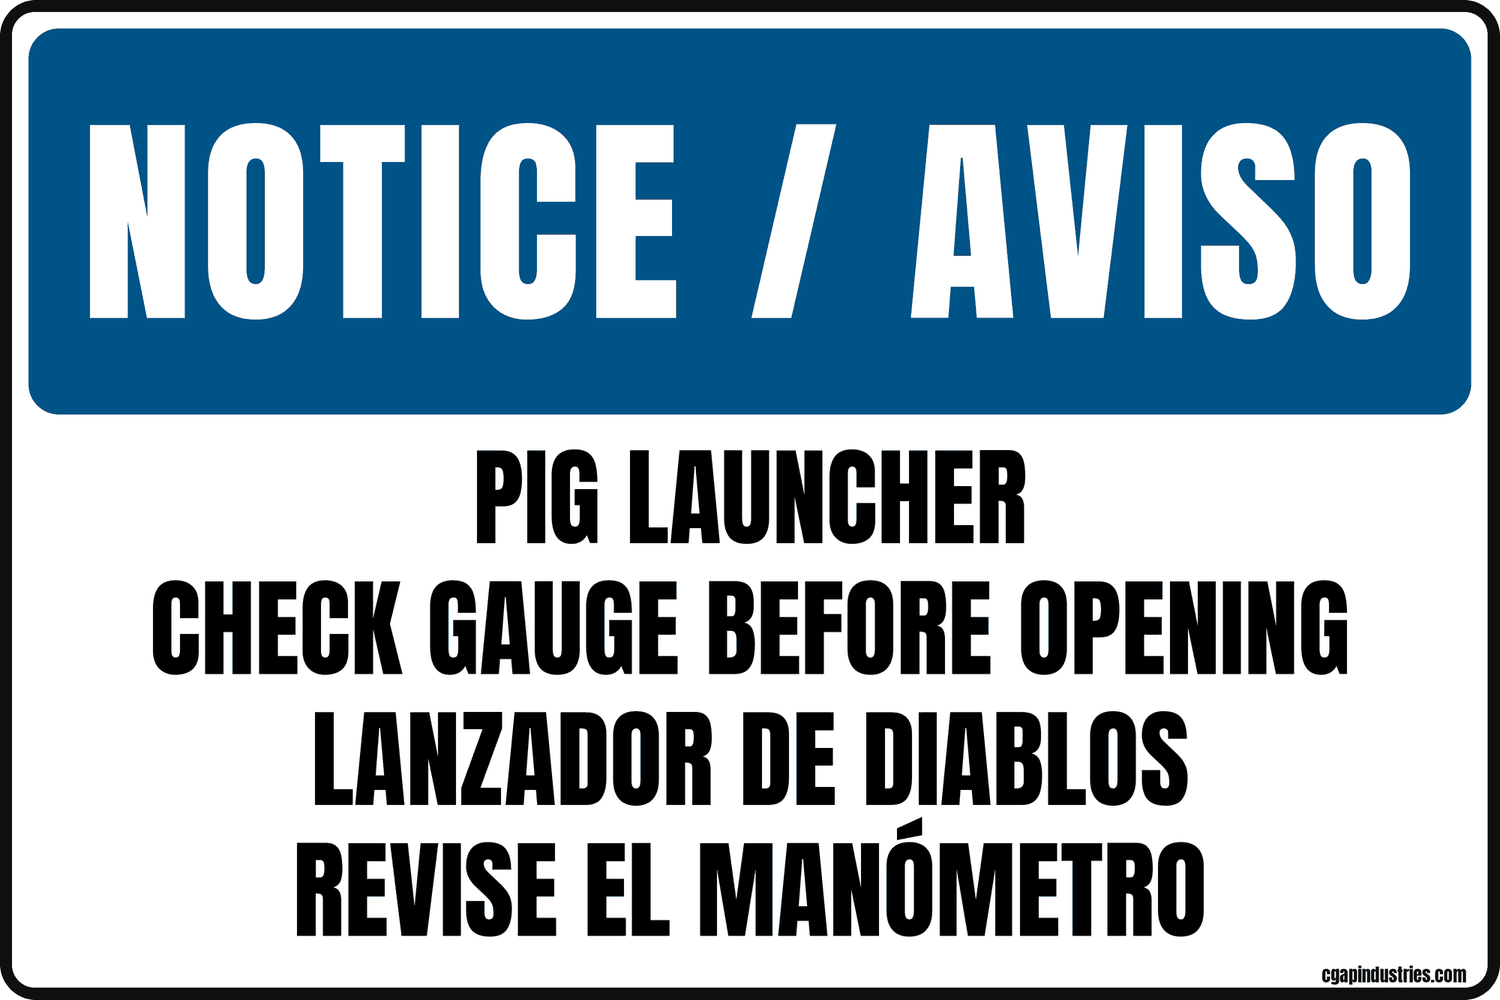 NOTICE / AVISO
PIG LAUNCHER
CHECK GAUGE BEFORE OPENING
LANZADOR DE DIABLOS
REVISE EL MANÓMETRO
cgapindustries.com